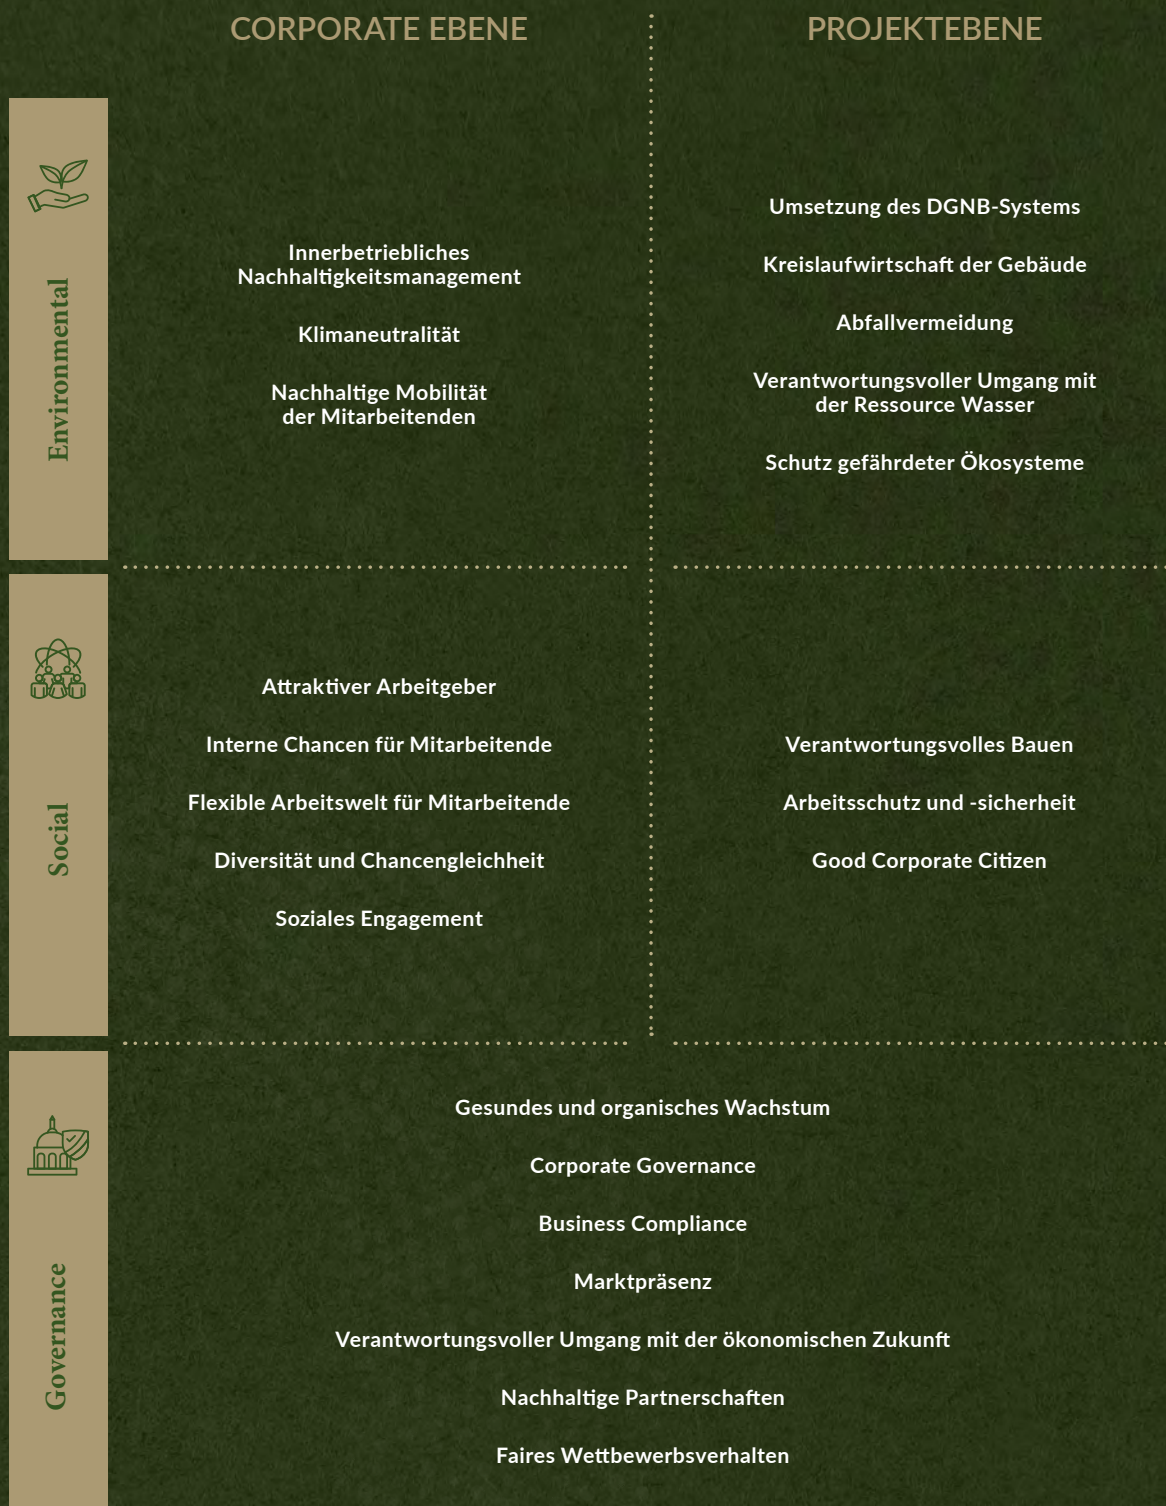 CORPORATE EBENE
PROJEKTEBENE
Environmental
Innerbetriebliches
Nachhaltigkeitsmanagement
Klimaneutralität
Nachhaltige Mobilität
der Mitarbeitenden
Umsetzung des DGNB-Systems
Kreislaufwirtschaft der Gebäude
Abfallvermeidung
Verantwortungsvoller Umgang mit
der Ressource Wasser
Schutz gefährdeter Ökosysteme
Social
Attraktiver Arbeitgeber
Interne Chancen für Mitarbeitende
Flexible Arbeitswelt für Mitarbeitende
Diversität und Chancengleichheit
Soziales Engagement
Verantwortungsvolles Bauen
Arbeitsschutz und -sicherheit
Good Corporate Citizen
Governance
Gesundes und organisches Wachstum
Corporate Governance
Business Compliance
Marktpräsenz
Verantwortungsvoller Umgang mit der ökonomischen Zukunft
Nachhaltige Partnerschaften
Faires Wettbewerbsverhalten